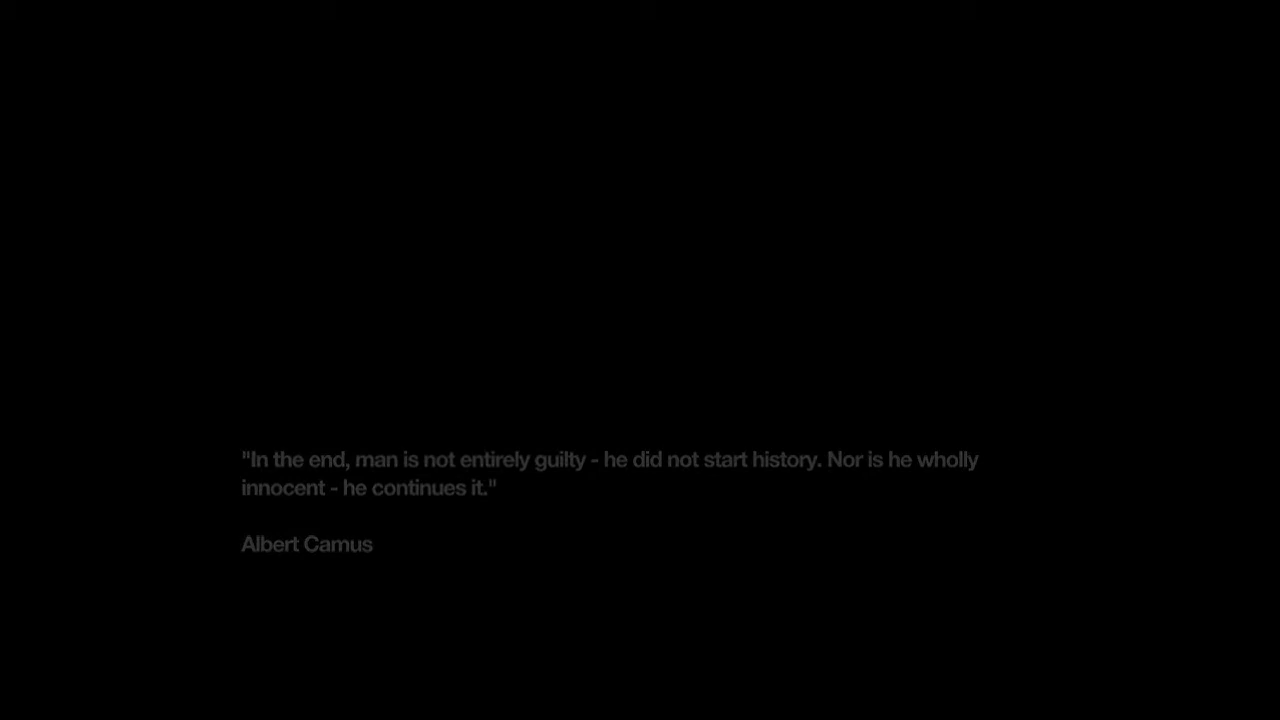 "In the end, man is not entirely guilty - he did not start history. Nor is he wholly
innocent - he continues it."
Albert Camus